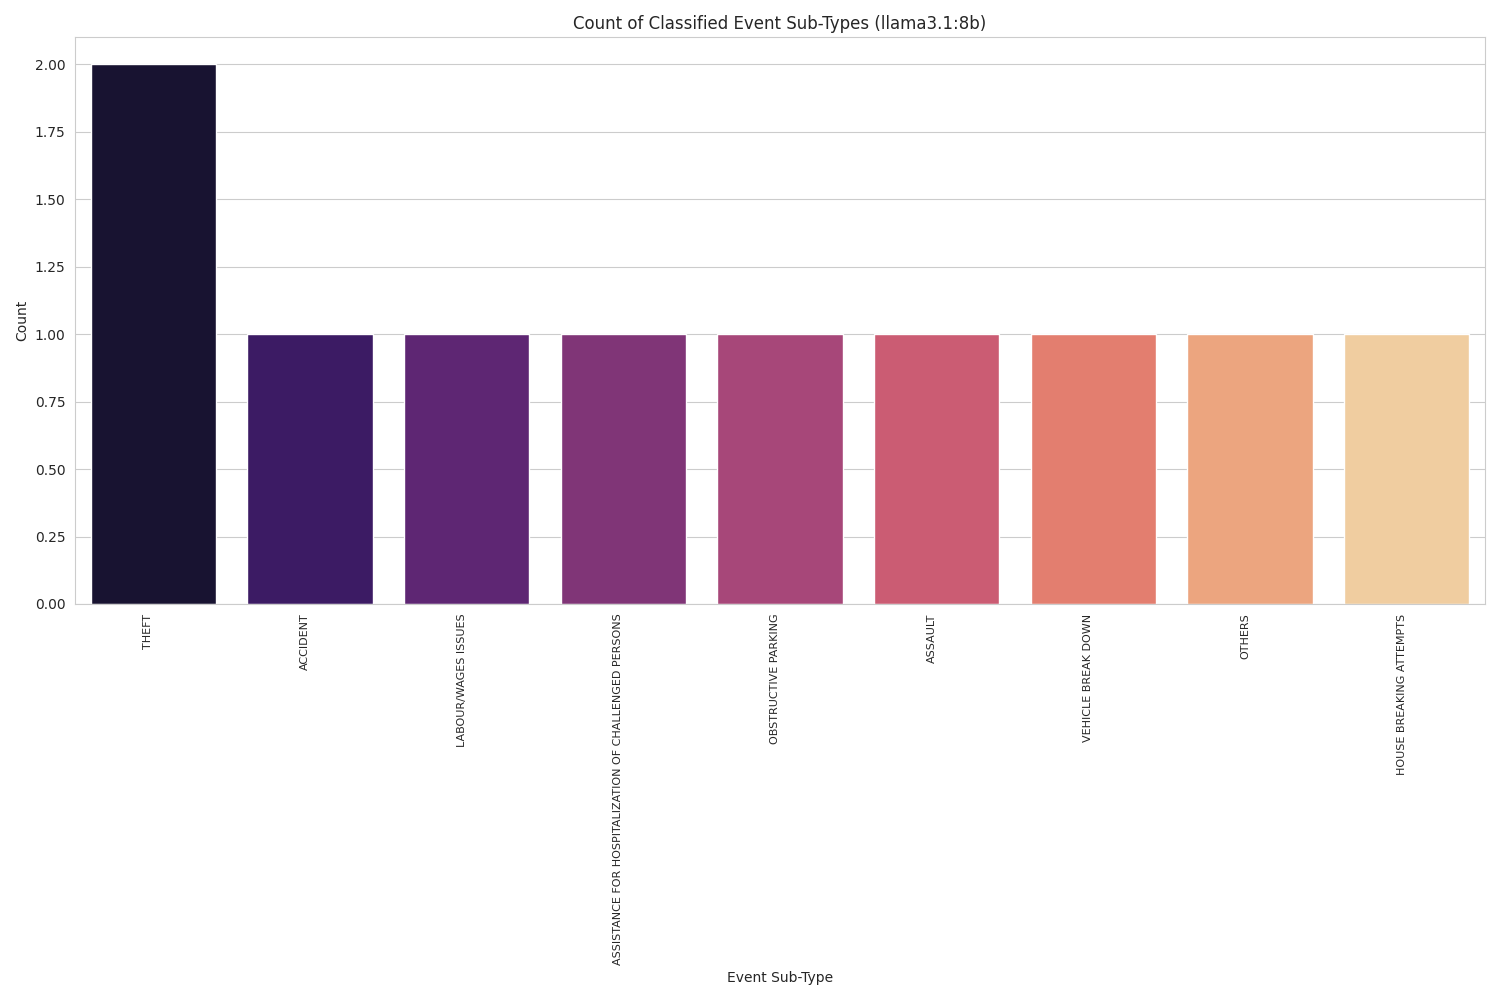 Count of Classified Event Sub-Types (llama3.1:8b)
Count
2.00
1.75
1.50
1.25
1.00
0.75
0.50
0.25
0.00
THEFT
ACCIDENT
LABOUR/WAGES ISSUES
ASSISTANCE FOR HOSPITALIZATION OF CHALLENGED PERSONS
OBSTRUCTIVE PARKING
ASSAULT
VEHICLE BREAK DOWN
OTHERS
HOUSE BREAKING ATTEMPTS
Event Sub-Type